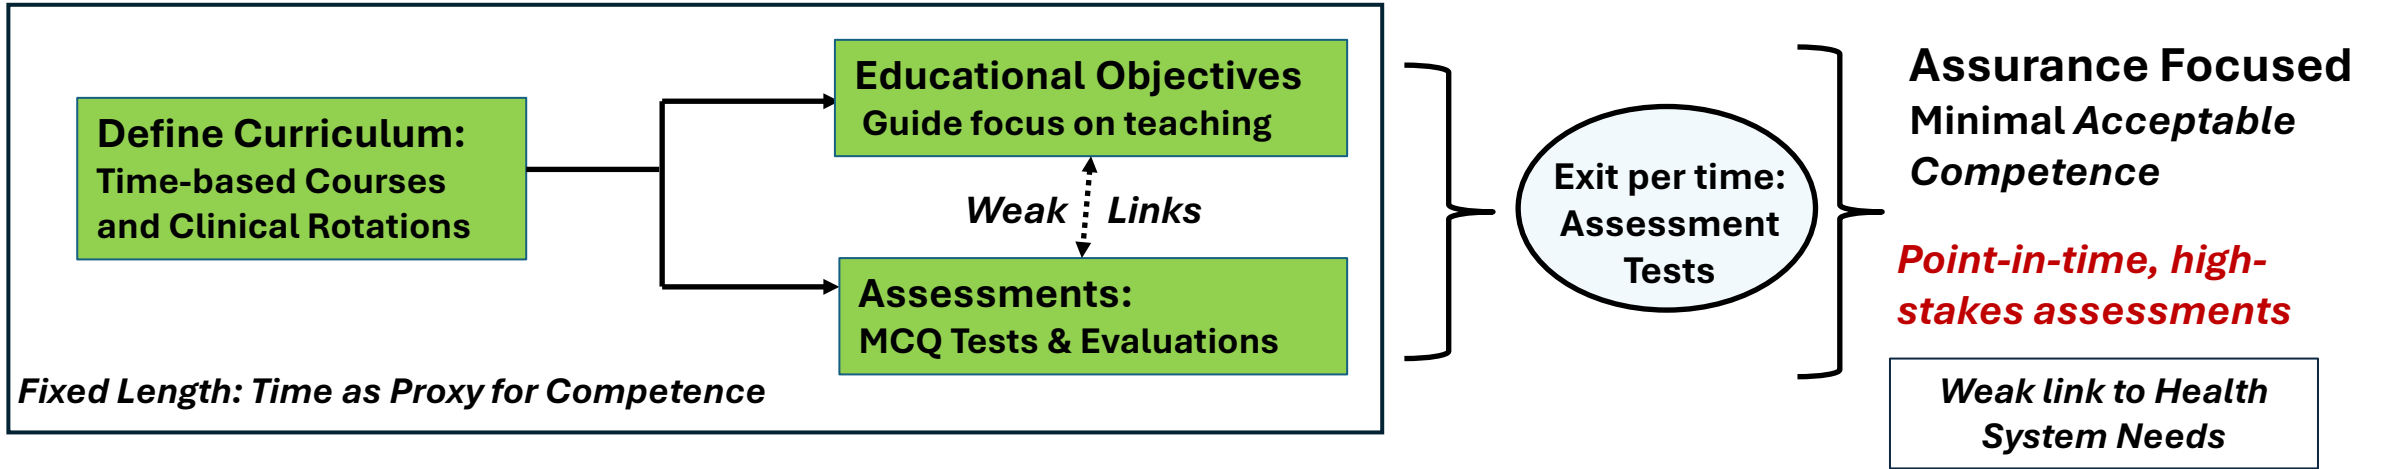 Define Curriculum:
Time-based Courses
and Clinical Rotations
Educational Objectives
Guide focus on teaching
Weak Links
Assessments:
MCQ Tests & Evaluations
Fixed Length: Time as Proxy for Competence
Exit per time:
Assessment
Tests
Assurance Focused
Minimal Acceptable
Competence
Point-in-time, high-
stakes assessments
Weak link to Health
System Needs